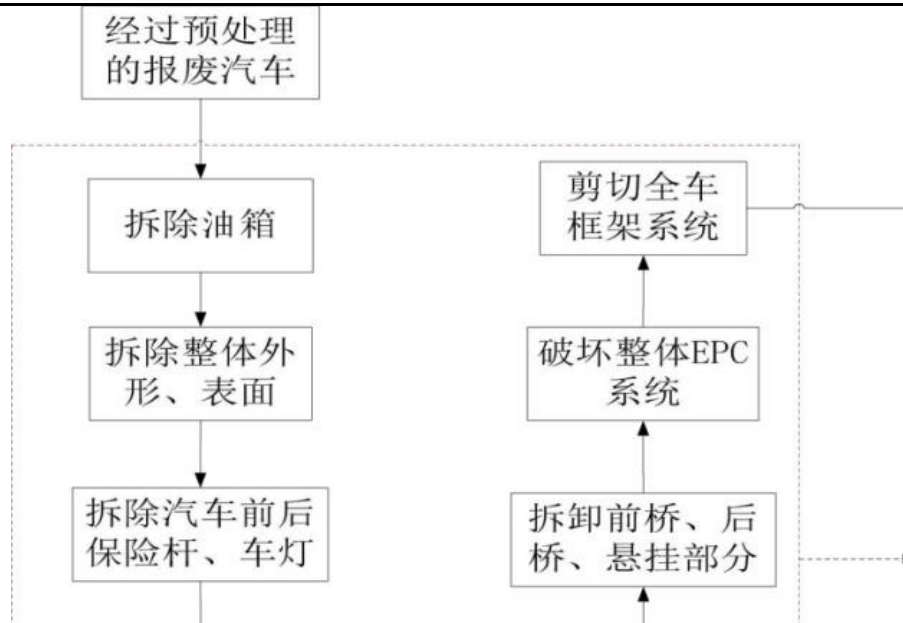 经过预处理
的报废汽车
拆除油箱
拆除整体外
形、表面
拆除汽车前后
保险杆、车灯
剪切全车
框架系统
破坏整体EPC
系统
拆卸前桥、后
桥、悬挂部分